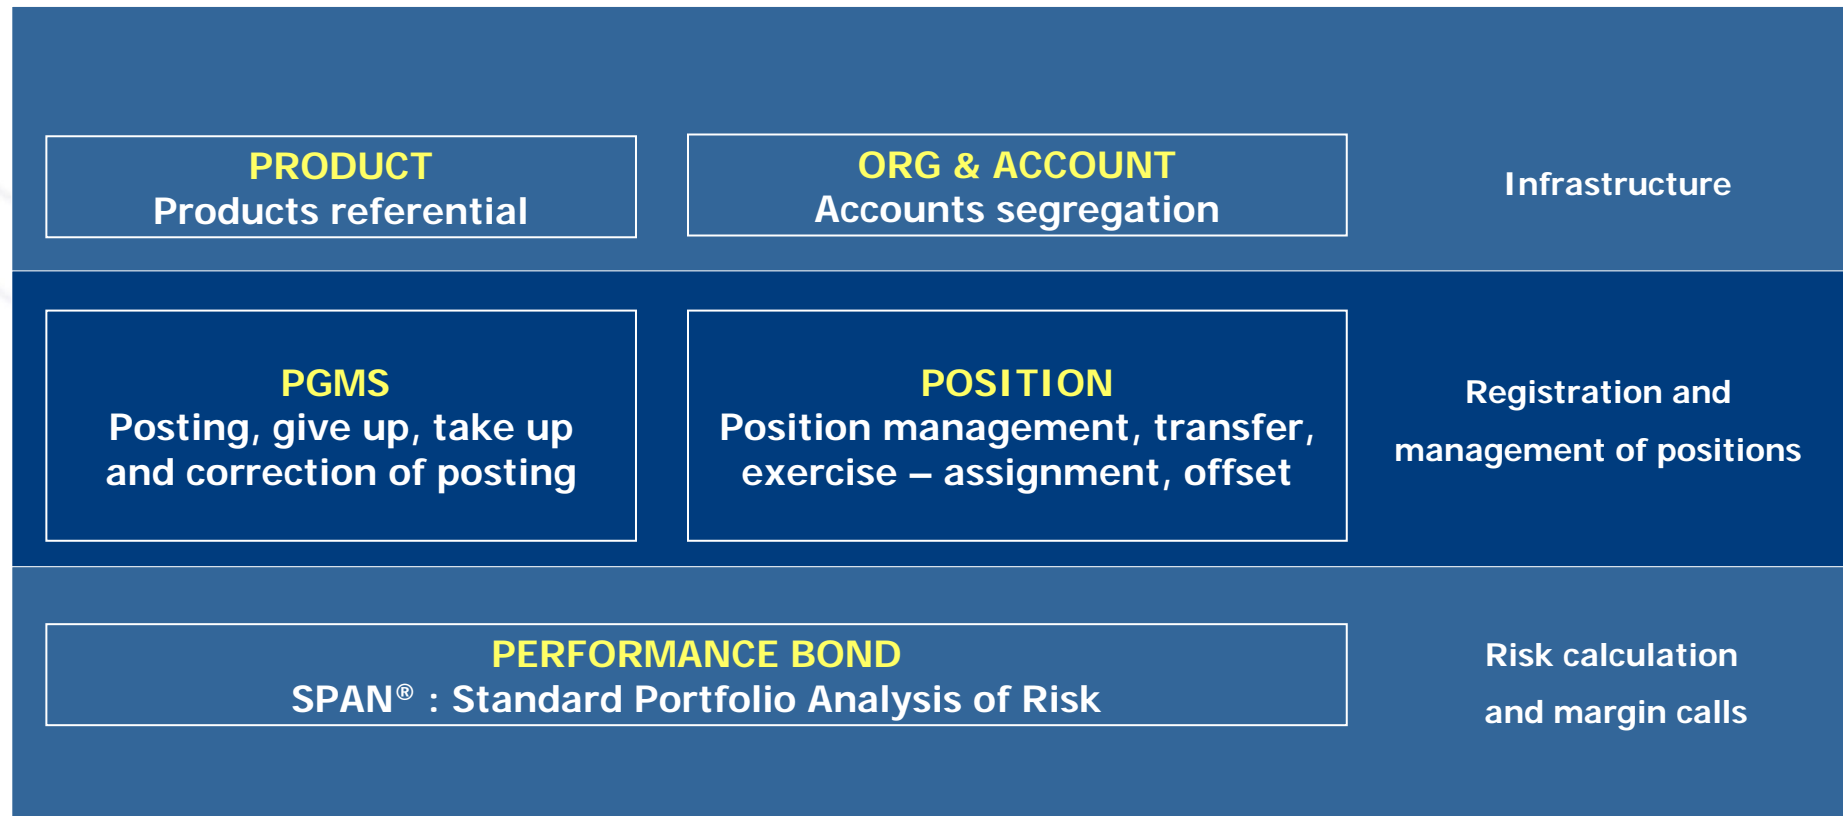 PRODUCT
Products referential
ORG & ACCOUNT
Accounts segregation
Infrastructure
PGMS
Posting, give up, take up
and correction of posting
POSITION
Position management, transfer,
exercise – assignment, offset
Registration and
management of positions
PERFORMANCE BOND
SPAN® : Standard Portfolio Analysis of Risk
Risk calculation
and margin calls